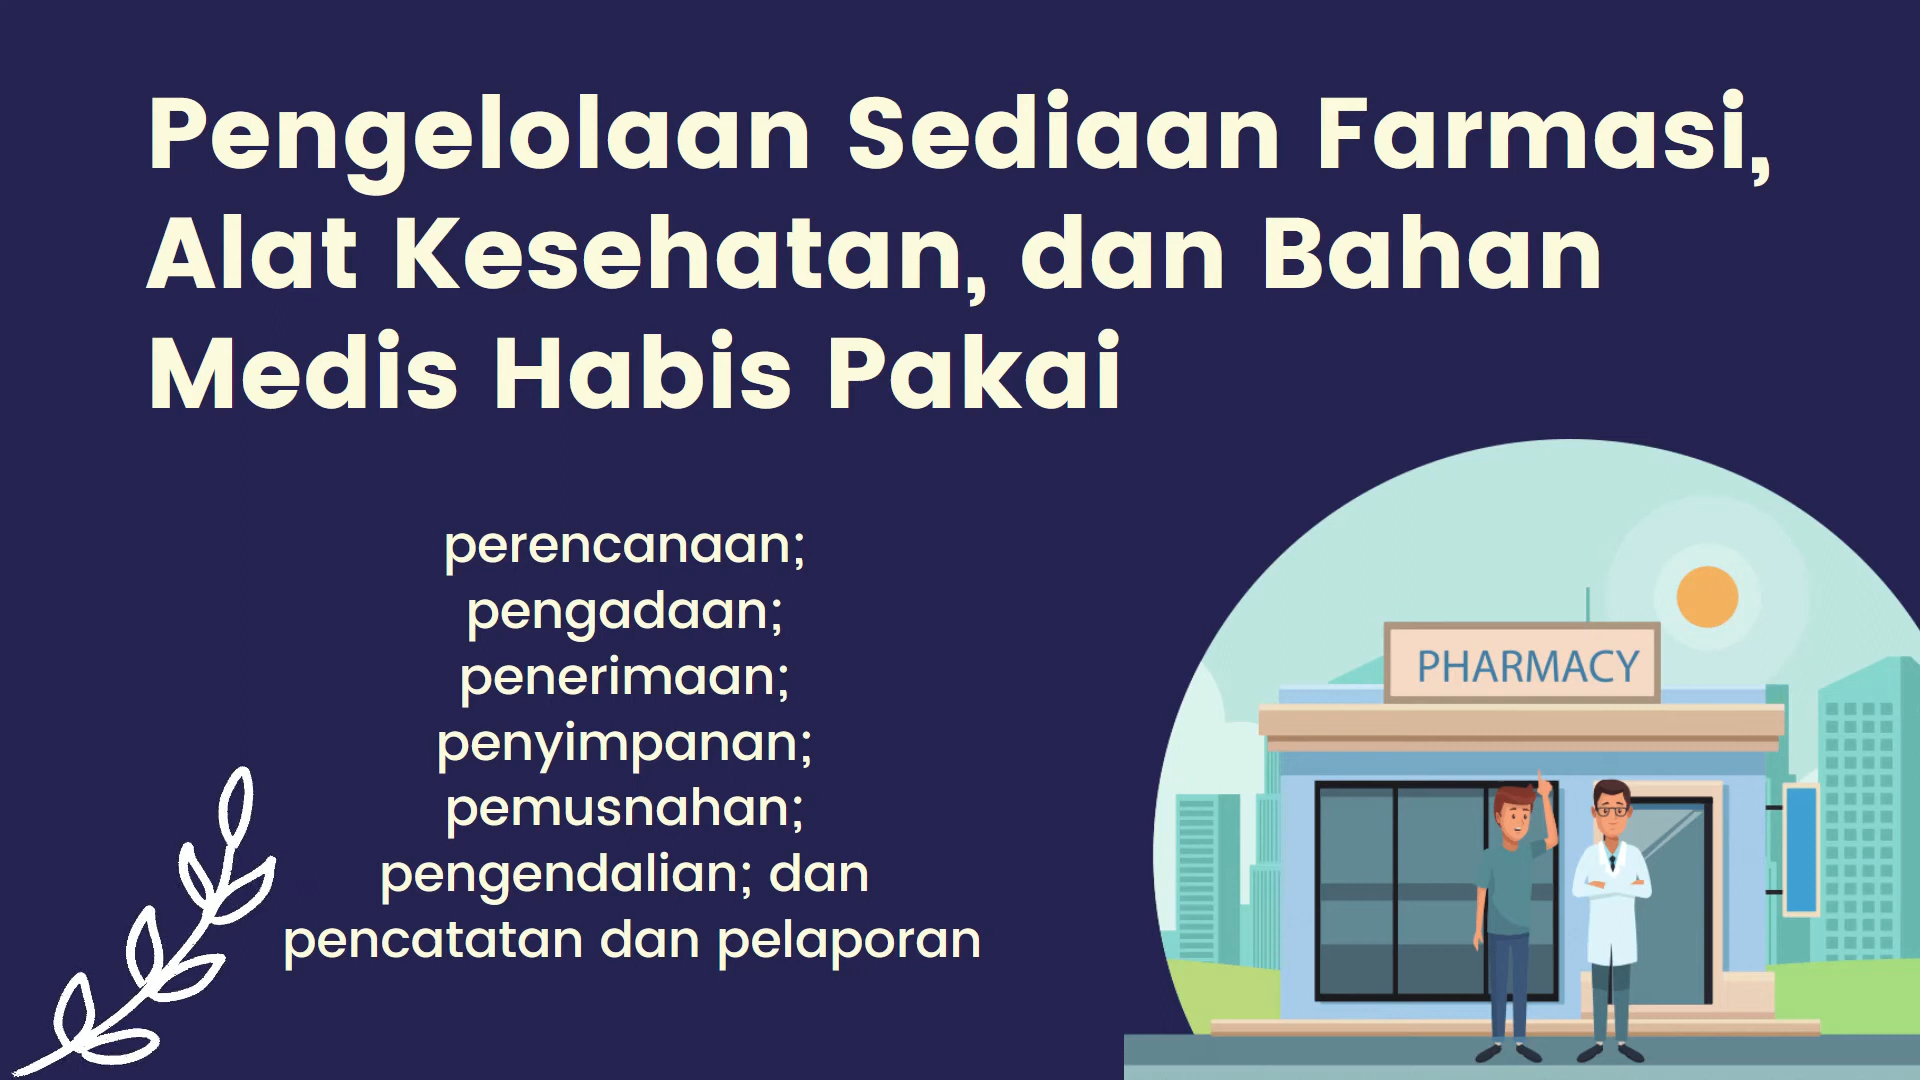 Pengelolaan Sediaan Farmasi,
Alat Kesehatan, dan Bahan
Medis Habis Pakai
perencanaan;
pengadaan;
penerimaan;
penyimpanan;
pemusnahan;
pengendalian; dan
pencatatan dan pelaporan
PHARMACY